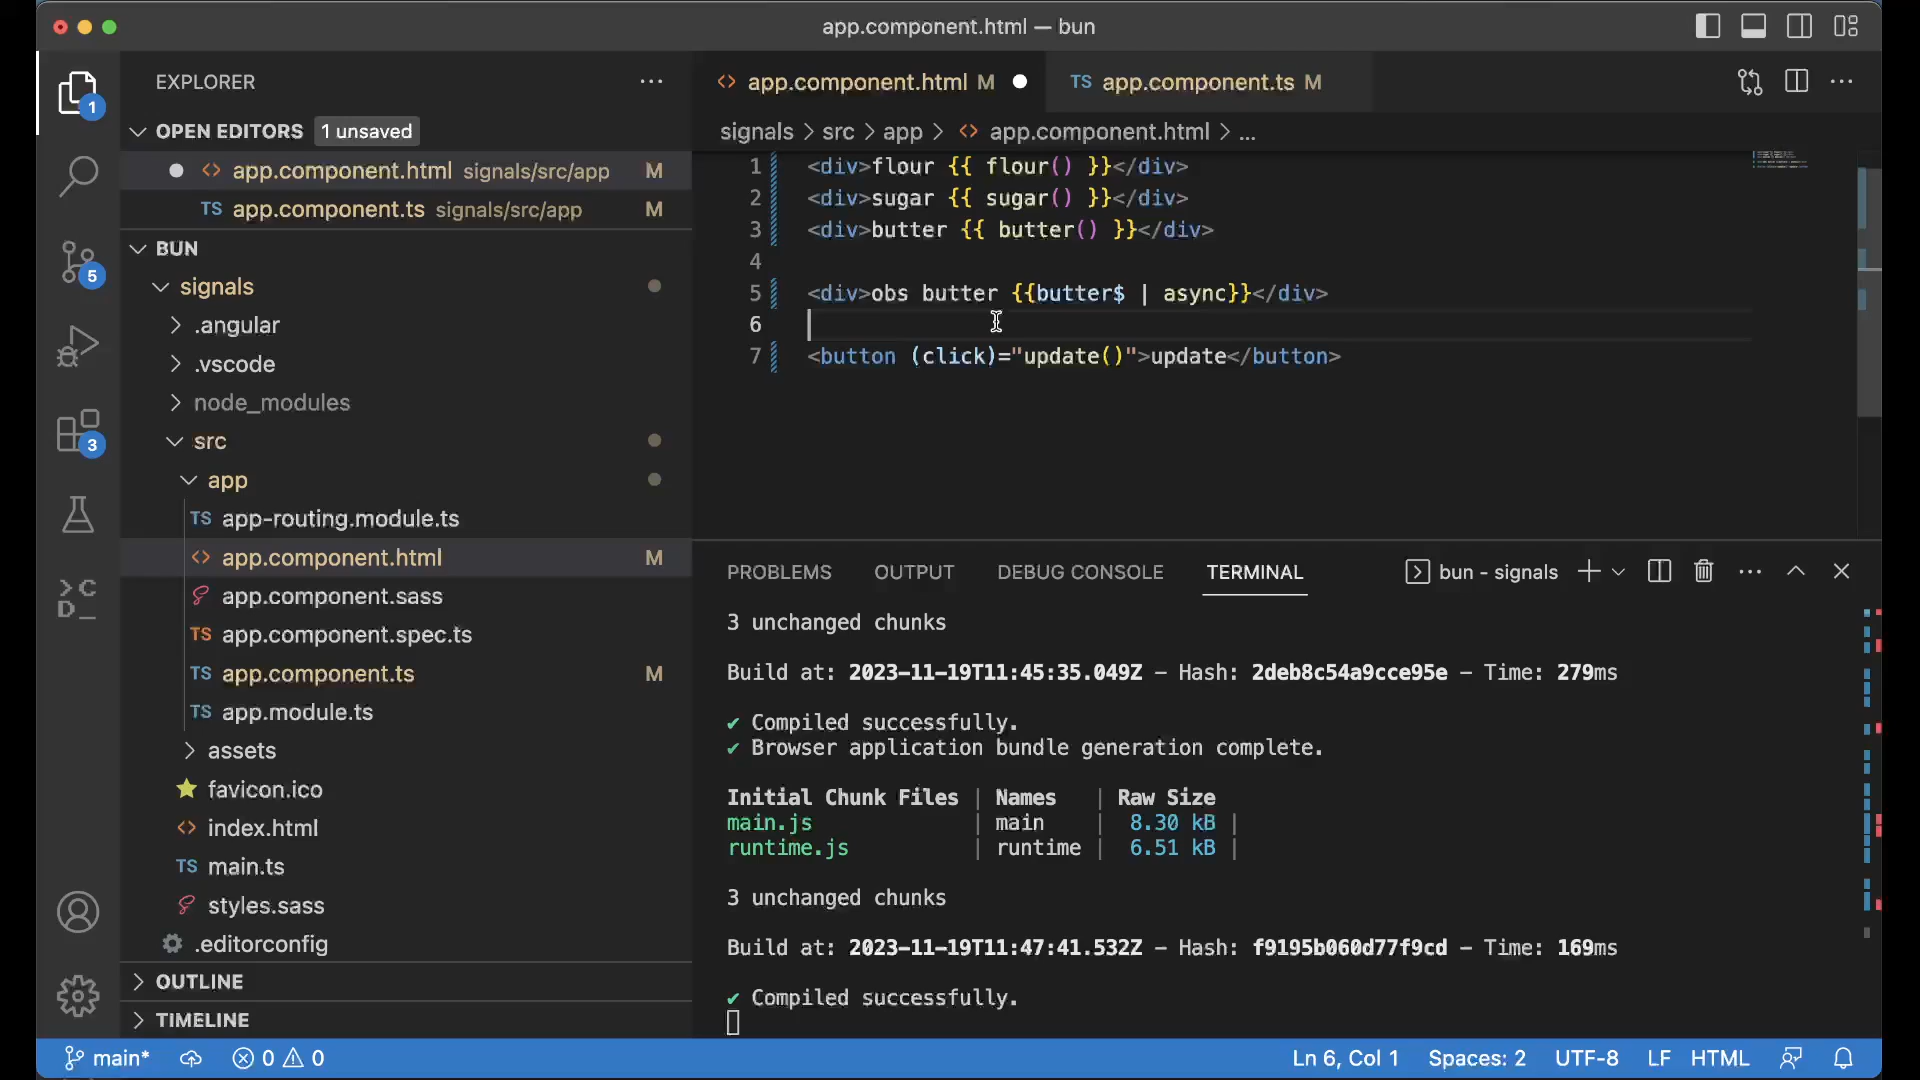 app.component.html — bun
EXPLORER
1
OPEN EDITORS 1 unsaved
app.component.html signals/src/app M
TS app.component.ts signals/src/app M
BUN
signals
5
.angular
.vscode
node_modules
3
src
app
TS app-routing.module.ts
app.component.html M
app.component.sass
TS app.component.spec.ts
TS app.component.ts M
TS app.module.ts
assets
favicon.ico
index.html
TS main.ts
styles.sass
.editorconfig
OUTLINE
TIMELINE
app.component.html M
TS app.component.ts M
signals > src > app > app.component.html > ...
1 <div>flour {{ flour() }}</div>
2 <div>sugar {{ sugar() }}</div>
3 <div>butter {{ butter() }}</div>
4
5 <div>obs butter {{butter$ | async}}</div>
6
7 <button (click)="update()">update</button>
PROBLEMS OUTPUT DEBUG CONSOLE TERMINAL bun - signals
3 unchanged chunks
Build at: 2023-11-19T11:45:35.049Z - Hash: 2deb8c54a9cce95e - Time: 279ms
✔ Compiled successfully.
✔ Browser application bundle generation complete.
Initial Chunk Files | Names | Raw Size
main.js | main | 8.30 kB |
runtime.js | runtime | 6.51 kB |
3 unchanged chunks
Build at: 2023-11-19T11:47:41.532Z - Hash: f9195b060d77f9cd - Time: 169ms
✔ Compiled successfully.
main* 0 0
Ln 6, Col 1 Spaces: 2 UTF-8 LF HTML